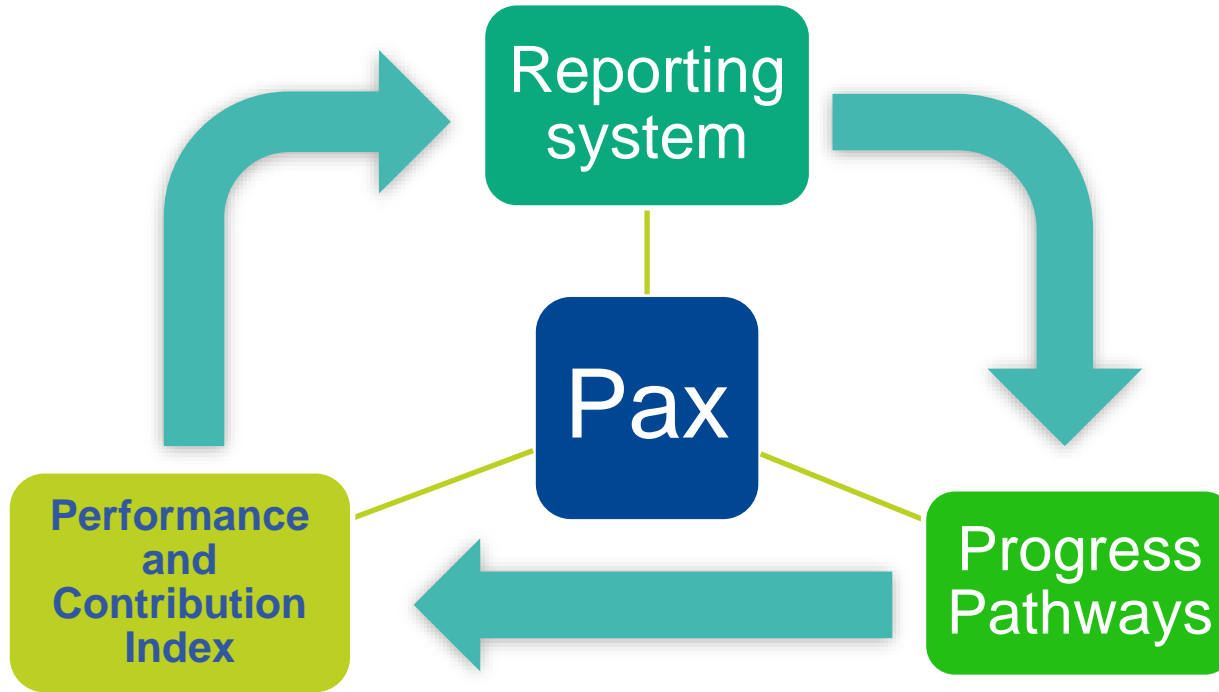 Reporting
system
Pax
Performance
and
Contribution
Index
Progress
Pathways